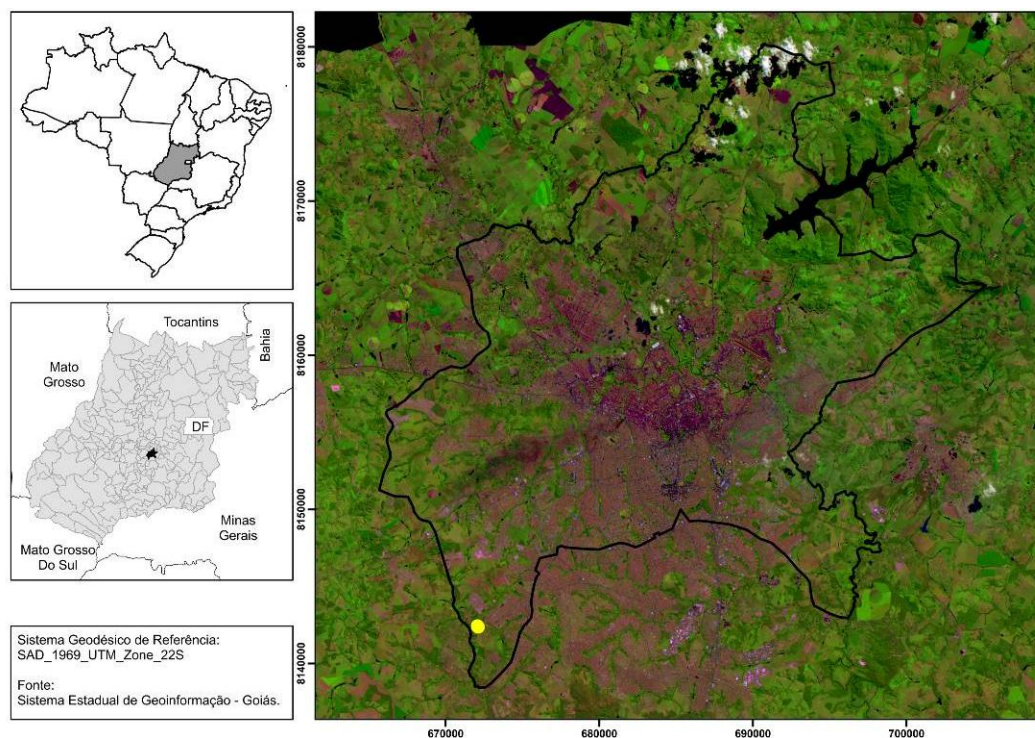 Tocantins
Bahia
Mato
Grosso
DF
Minas
Gerais
Mato Grosso
Do Sul
Sistema Geodésico de Referência:
SAD_1969_UTM_Zone_22S
Fonte:
Sistema Estadual de Geoinformação - Goiás.
8180000
8170000
8160000
8150000
8140000
670000
680000
690000
700000